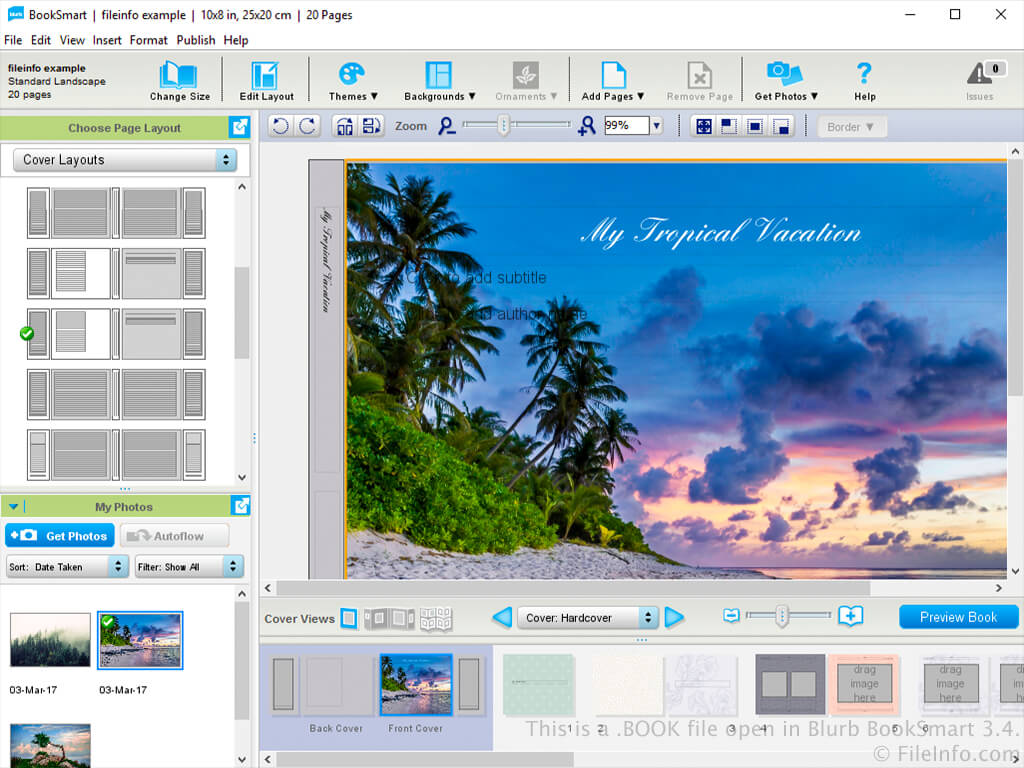 blurb BookSmart | fileinfo example | 10x8 in, 25x20 cm | 20 Pages
File Edit View Insert Format Publish Help
fileinfo example
Standard Landscape
20 pages
Change Size
Edit Layout
Themes ▼
Backgrounds ▼
Ornaments ▼
Add Pages ▼
Remove Page
Get Photos ▼
Help
0
Issues
Choose Page Layout
Zoom
99%
Border ▼
Cover Layouts
My Tropical Vacation
My Tropical Vacation
Click to add subtitle
Click to add author name
My Photos
Get Photos
Autoflow
Sort: Date Taken
Filter: Show All
03-Mar-17
03-Mar-17
Cover Views
Cover: Hardcover
Preview Book
Back Cover
Front Cover
drag
image
here
drag
image
here
drag
im
he
1
2
3
4
5
6
This is a .BOOK file open in Blurb BookSmart 3.4.
© FileInfo.com